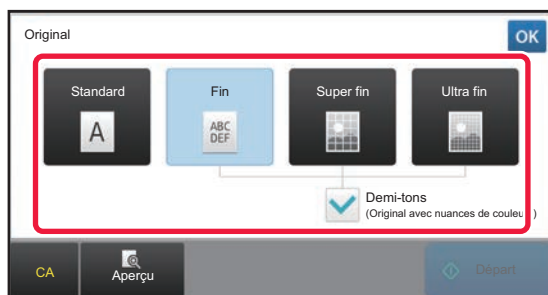 Original
OK
Standard
Fin
Super fin
Ultra fin
A
ABC
DEF
Demi-tons
(Original avec nuances de couleur)
CA
Aperçu
Départ